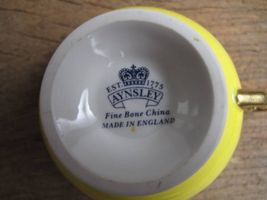 EST. 1775
AYNSLEY
Fine Bone China
MADE IN ENGLAND